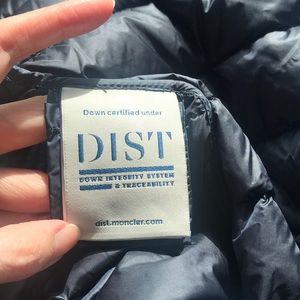 Down certified under
DIST
DOWN INTEGRITY SYSTEM
& TRACEABILITY
dist.moncler.com